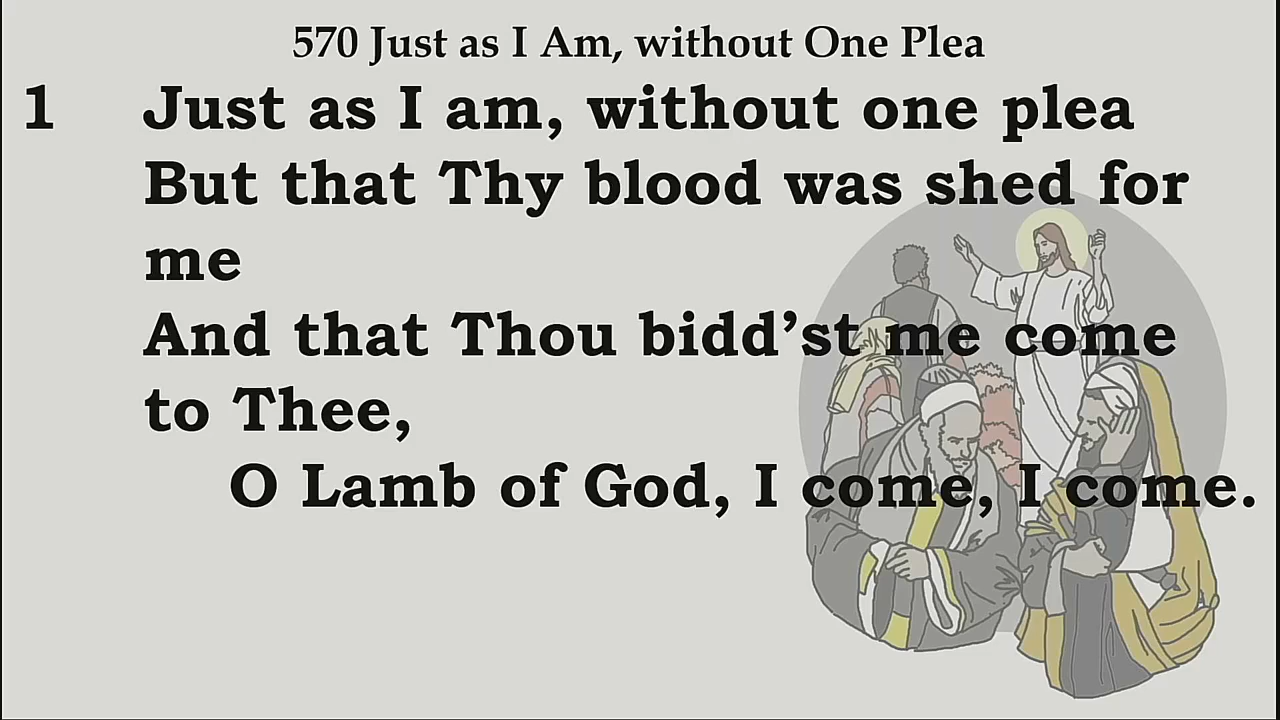 570 Just as I Am, without One Plea
1 Just as I am, without one plea
But that Thy blood was shed for
me
And that Thou bidd’st me come
to Thee,
O Lamb of God, I come, I come.